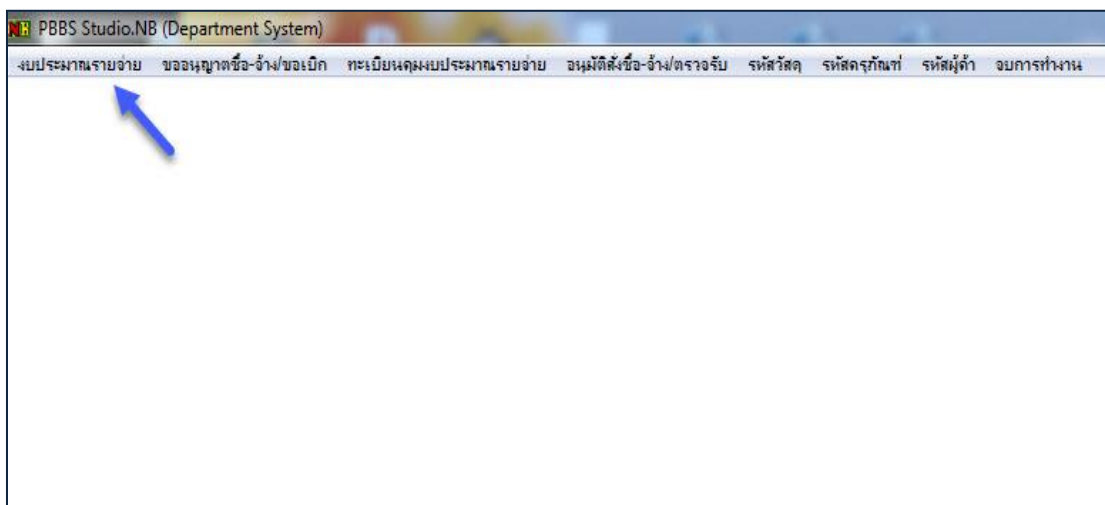 PBBS Studio.NB (Department System)
งบประมาณรายจ่าย ขออนุญาตซื้อ-จ้าง/ขอเบิก ทะเบียนคุมงบประมาณรายจ่าย อนุมัติสั่งซื้อ-จ้าง/ตรวจรับ รหัสวัสดุ รหัสครุภัณฑ์ รหัสผู้ค้า จบการทำงาน